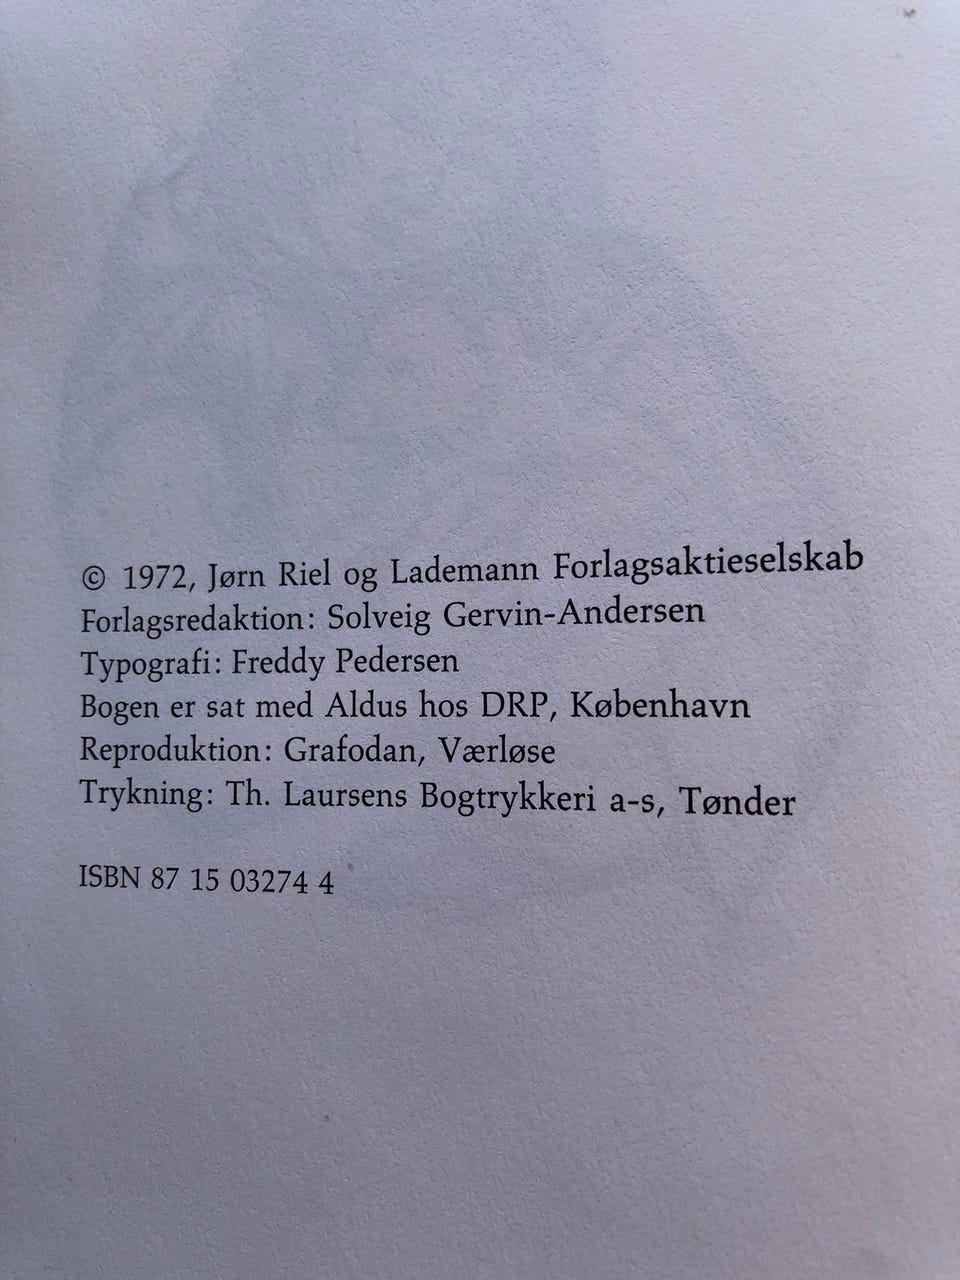 © 1972, Jørn Riel og Lademann Forlagsaktieselskab
Forlagsredaktion: Solveig Gervin-Andersen
Typografi: Freddy Pedersen
Bogen er sat med Aldus hos DRP, København
Reproduktion: Grafodan, Værløse
Trykning: Th. Laursens Bogtrykkeri a-s, Tønder
ISBN 87 15 03274 4